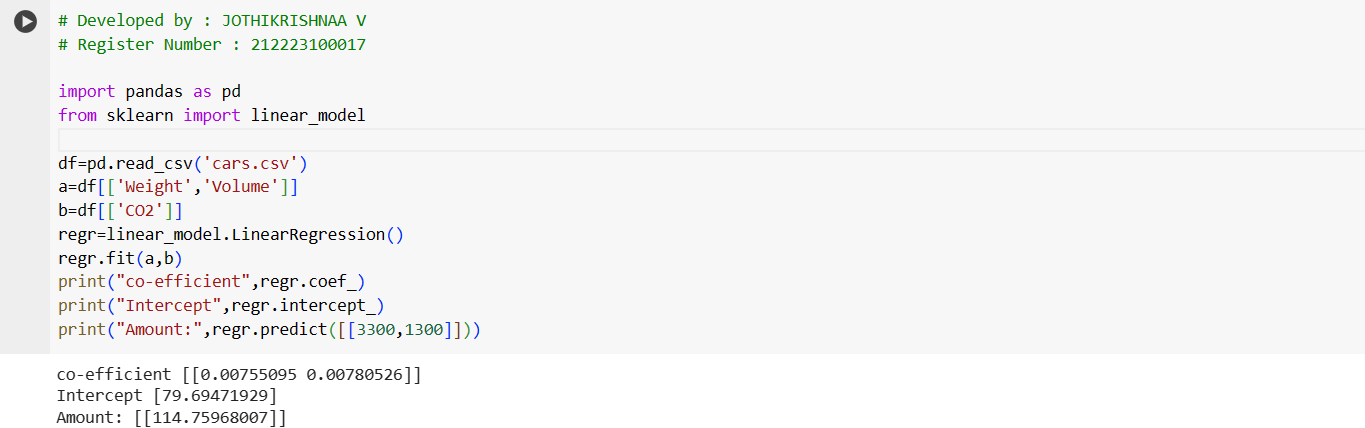 # Developed by : JOTHIKRISHNAA V
# Register Number : 212223100017
import pandas as pd
from sklearn import linear_model
df=pd.read_csv('cars.csv')
a=df[['Weight','Volume']]
b=df[['CO2']]
regr=linear_model.LinearRegression()
regr.fit(a,b)
print("co-efficient",regr.coef_)
print("Intercept",regr.intercept_)
print("Amount:",regr.predict([[3300,1300]]))
co-efficient [[0.00755095 0.00780526]]
Intercept [79.69471929]
Amount: [[114.75968007]]